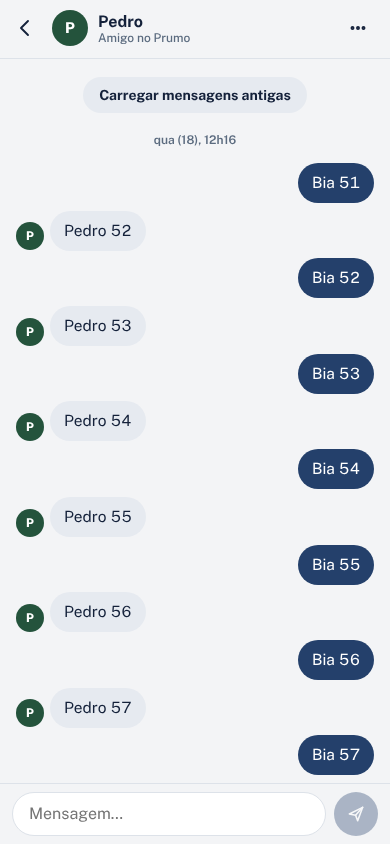 P
Pedro
Amigo no Prumo
Carregar mensagens antigas
qua (18), 12h16
Bia 51
P
Pedro 52
Bia 52
P
Pedro 53
Bia 53
P
Pedro 54
Bia 54
P
Pedro 55
Bia 55
P
Pedro 56
Bia 56
P
Pedro 57
Bia 57
Mensagem...